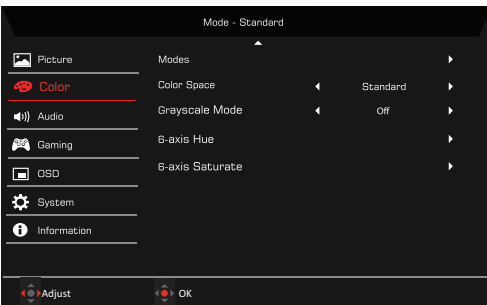 Mode - Standard
Picture
Modes
Color
Color Space Standard
Audio
Grayscale Mode Off
Gaming
6-axis Hue
OSD
6-axis Saturate
System
Information
Adjust OK